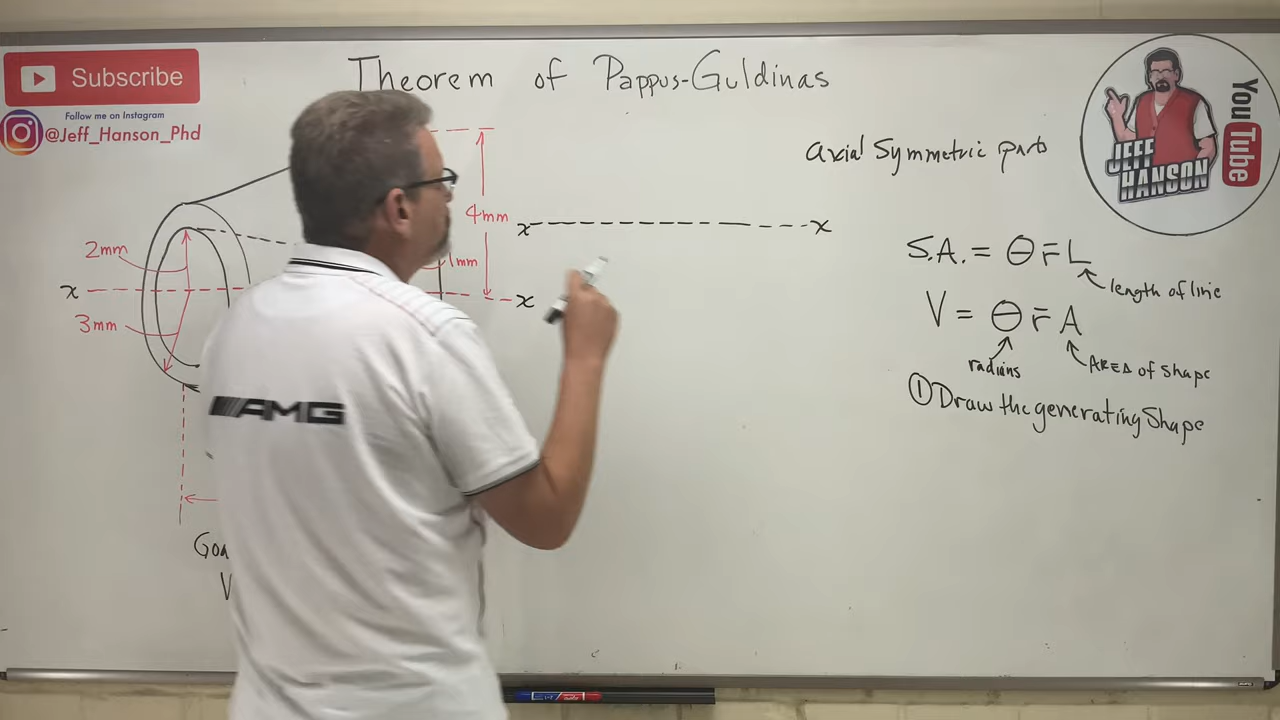 Subscribe
Follow me on Instagram
@Jeff_Hanson_Phd
Theorem of Pappus-Guldinas
axial Symmetric parts
JEFF
HANSON
YouTube
4mm
2mm
1mm
3mm
x
x
x
x
S.A. = Θ r̄ L
length of line
V = Θ r̄ A
radians
AREA of Shape
① Draw the generating Shape
V
AMG